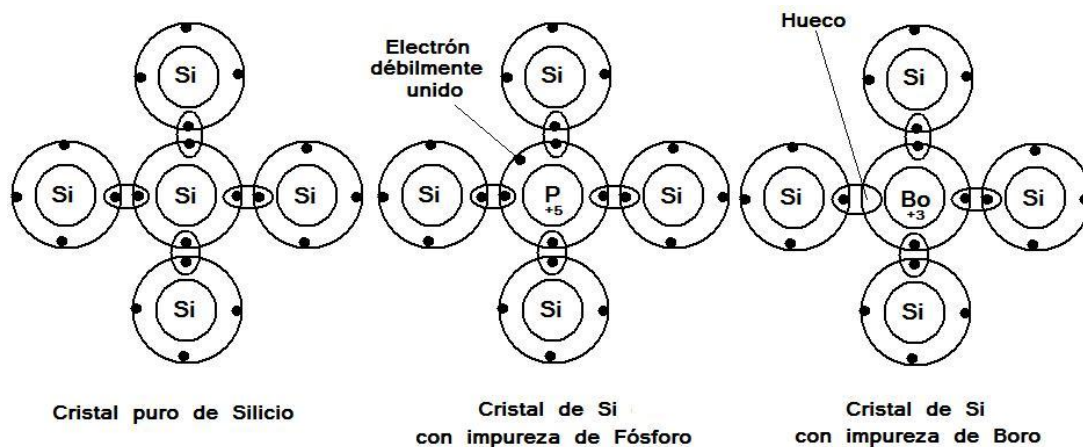 Electrón
débilmente
unido
Hueco
Si
Si
Si
Si
Si
Si
Si
P
+5
Si
Si
Si
Si
Bo
+3
Si
Si
Cristal puro de Silicio
Cristal de Si
con impureza de Fósforo
Cristal de Si
con impureza de Boro